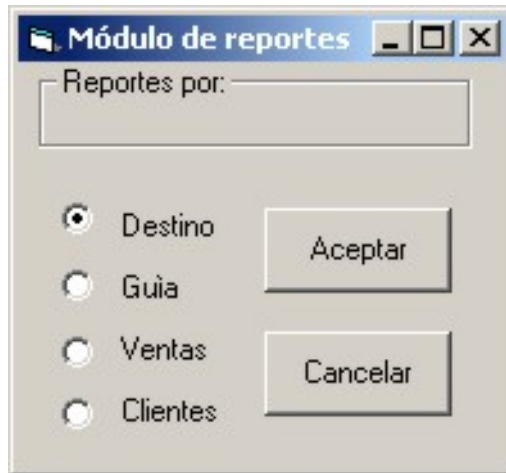 Módulo de reportes
Reportes por:
Destino
Aceptar
Guìa
Ventas
Cancelar
Clientes